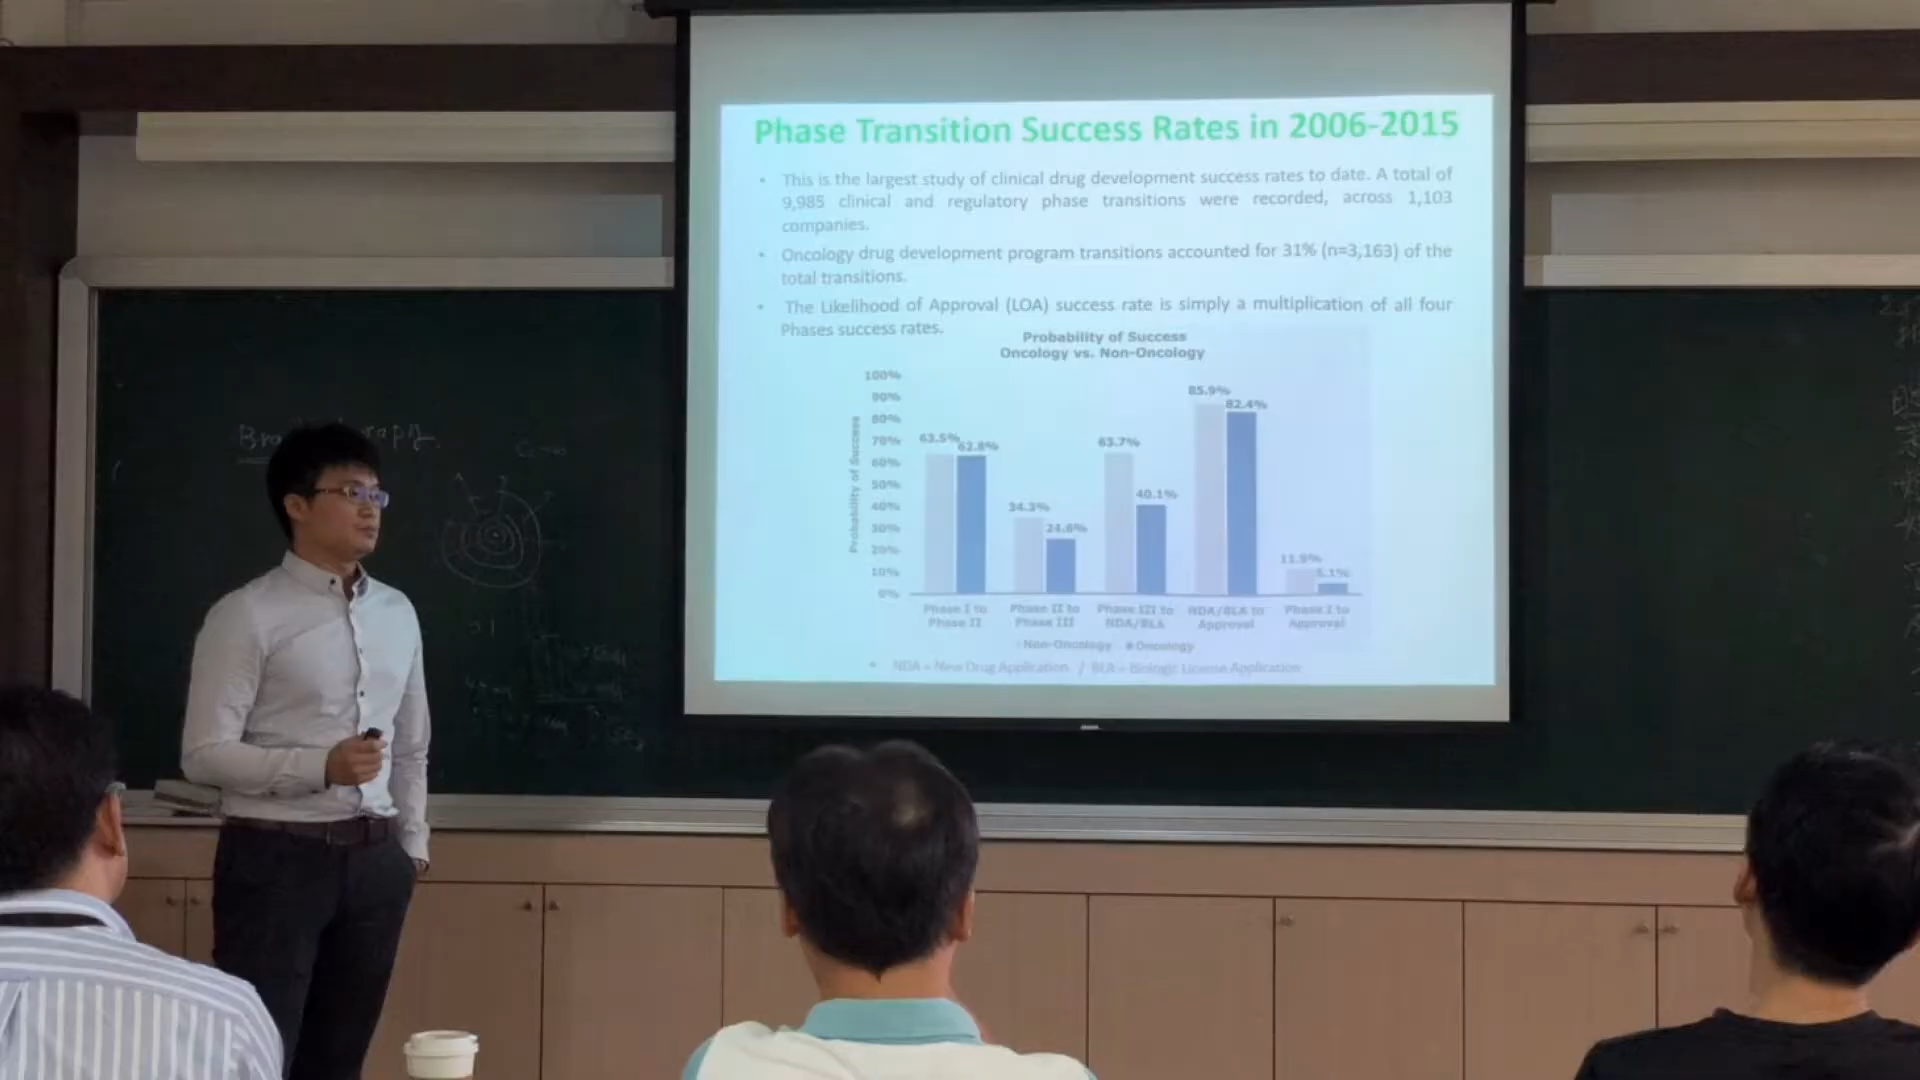 Phase Transition Success Rates in 2006-2015
• This is the largest study of clinical drug development success rates to date. A total of
9,985 clinical and regulatory phase transitions were recorded, across 1,103
companies.
• Oncology drug development program transitions accounted for 31% (n=3,163) of the
total transitions.
• The Likelihood of Approval (LOA) success rate is simply a multiplication of all four
Phases success rates.
Probability of Success
Oncology vs. Non-Oncology
Probability of Success
100%
90%
80%
70%
60%
50%
40%
30%
20%
10%
0%
63.5%
62.8%
34.3%
24.6%
63.7%
40.1%
85.9%
82.4%
11.9%
5.1%
Phase I to
Phase II
Phase II to
Phase III
Phase III to
NDA/BLA
NDA/BLA to
Approval
Phase I to
Approval
Non-Oncology
Oncology
• NDA = New Drug Application / BLA = Biologic License Application